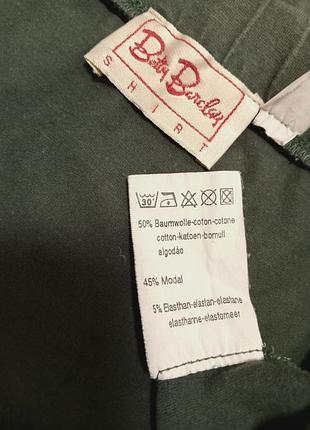 Betty Barclay
SHIRT
30°
50% Baumwolle-coton-cotone
cotton-katoen-bomull
algodão
45% Modal
5% Elasthan-elastan-elastane
elasthanne-elastomeer